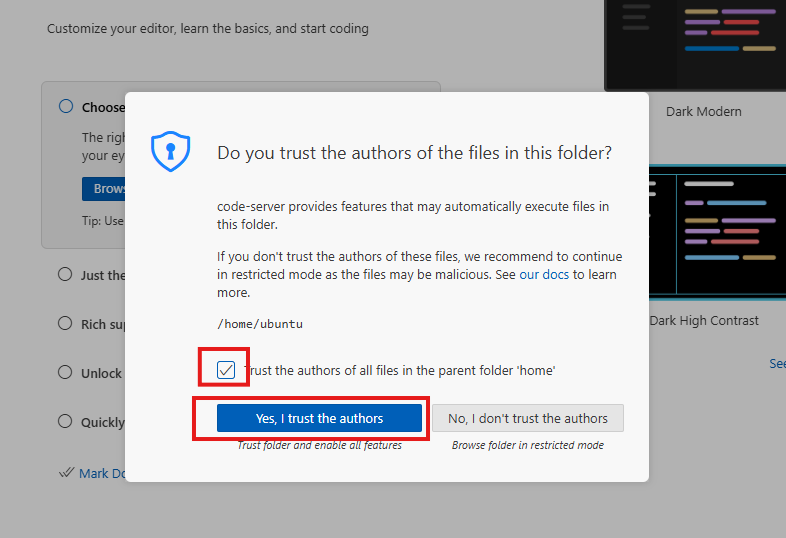 Customize your editor, learn the basics, and start coding
Choose
The
your ey
Tip: Use
Just the
Rich
Unlock
Quickly
Mark
Do you trust the authors of the files in this folder?
code-server provides features that may automatically execute files in
this folder.
If you don't trust the authors of these files, we recommend to continue
in restricted mode as the files may be malicious. See our docs to learn
more.
/home/ubuntu
Trust the authors of all files in the parent folder 'home'
Yes, I trust the authors
No, I don't trust the authors
Trust folder and enable all features
Browse folder in restricted mode
Dark Modern
Dark High Contrast
See